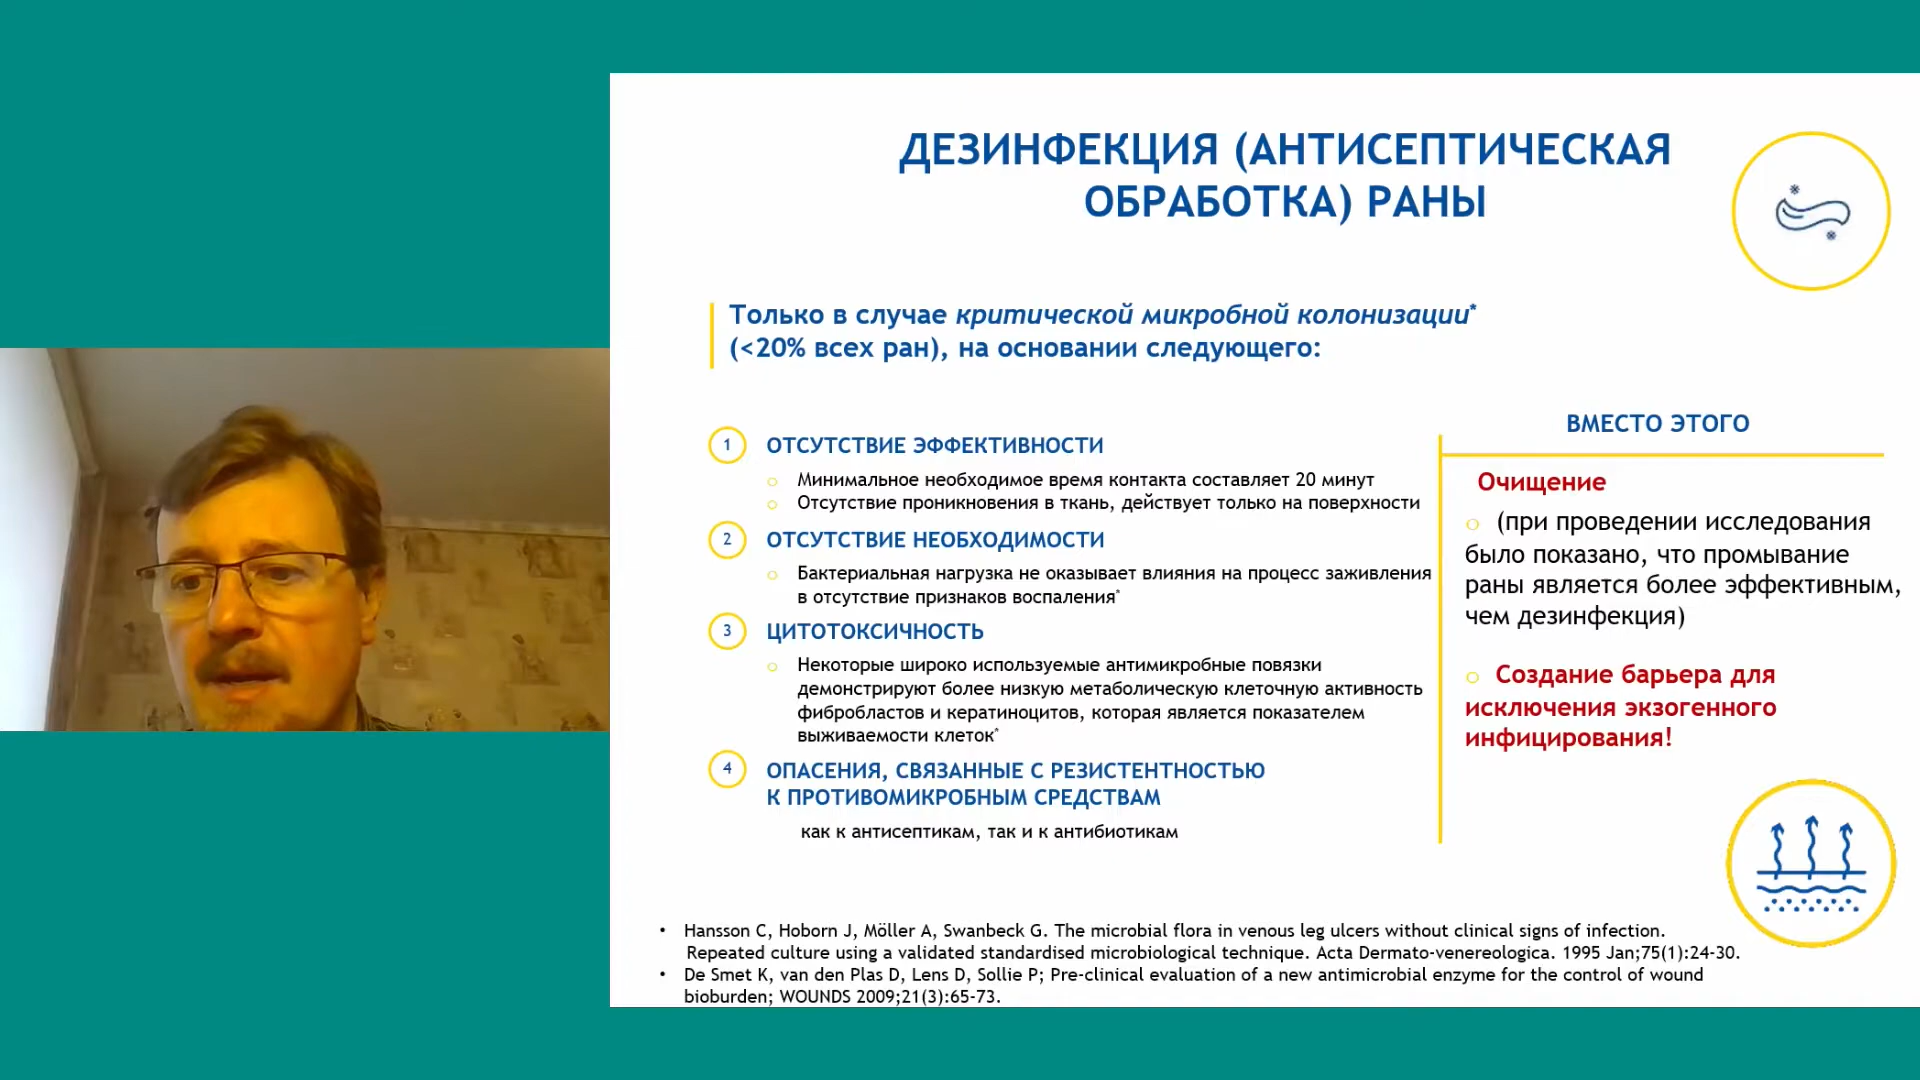 ДЕЗИНФЕКЦИЯ (АНТИСЕПТИЧЕСКАЯ
ОБРАБОТКА) РАНЫ
Только в случае критической микробной колонизации*
(<20% всех ран), на основании следующего:
1 ОТСУТСТВИЕ ЭФФЕКТИВНОСТИ
o Минимальное необходимое время контакта составляет 20 минут
o Отсутствие проникновения в ткань, действует только на поверхности
2 ОТСУТСТВИЕ НЕОБХОДИМОСТИ
o Бактериальная нагрузка не оказывает влияния на процесс заживления
в отсутствие признаков воспаления*
3 ЦИТОТОКСИЧНОСТЬ
o Некоторые широко используемые антимикробные повязки
демонстрируют более низкую метаболическую клеточную активность
фибробластов и кератиноцитов, которая является показателем
выживаемости клеток*
4 ОПАСЕНИЯ, СВЯЗАННЫЕ С РЕЗИСТЕНТНОСТЬЮ
К ПРОТИВОМИКРОБНЫМ СРЕДСТВАМ
как к антисептикам, так и к антибиотикам
ВМЕСТО ЭТОГО
Очищение
o (при проведении исследования
было показано, что промывание
раны является более эффективным,
чем дезинфекция)
o Создание барьера для
исключения экзогенного
инфицирования!
• Hansson C, Hoborn J, Möller A, Swanbeck G. The microbial flora in venous leg ulcers without clinical signs of infection.
Repeated culture using a validated standardised microbiological technique. Acta Dermato-venereologica. 1995 Jan;75(1):24-30.
• De Smet K, van den Plas D, Lens D, Sollie P; Pre-clinical evaluation of a new antimicrobial enzyme for the control of wound
bioburden; WOUNDS 2009;21(3):65-73.